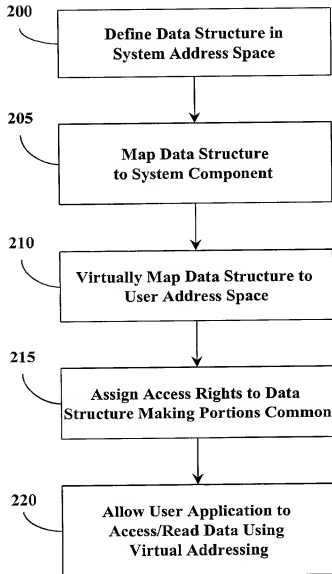 200
Define Data Structure in
System Address Space
205
Map Data Structure
to System Component
210
Virtually Map Data Structure to
User Address Space
215
Assign Access Rights to Data
Structure Making Portions Common
220
Allow User Application to
Access/Read Data Using
Virtual Addressing